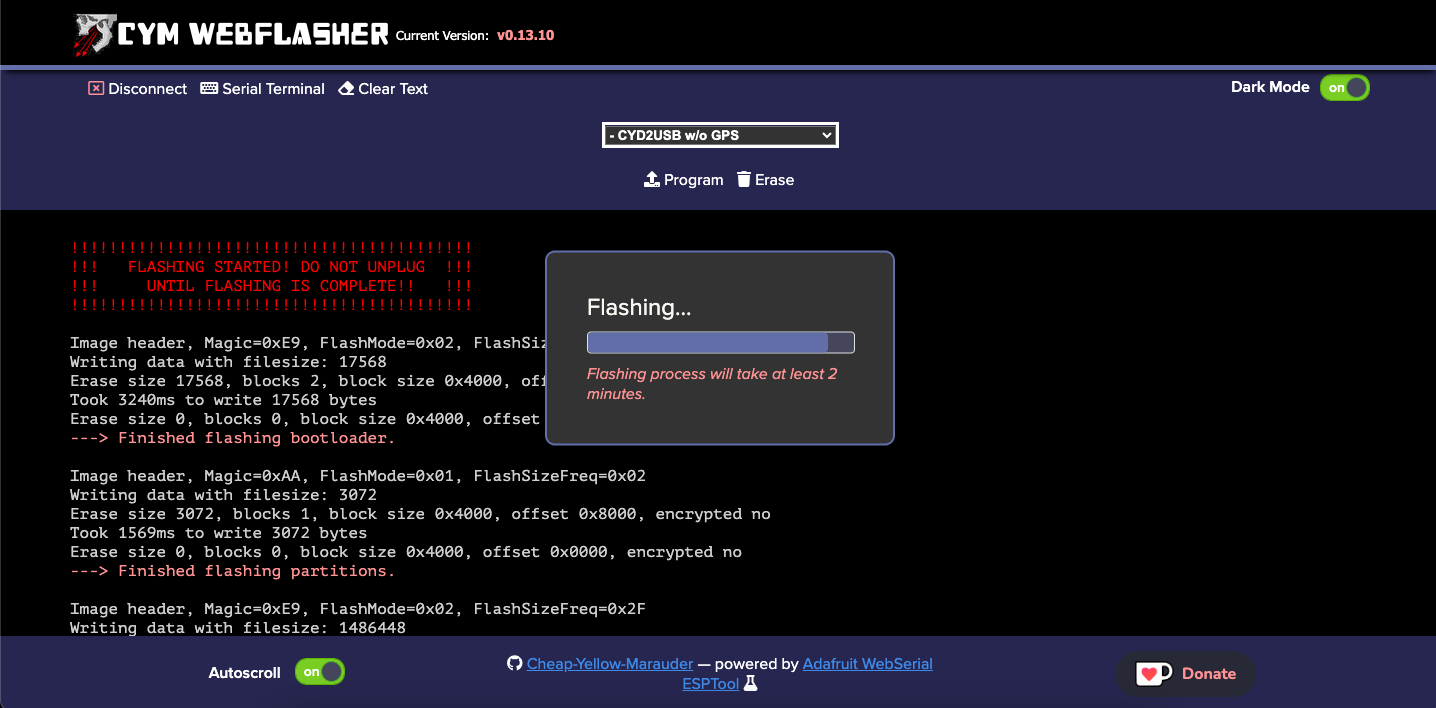 CYM WEBFLASHER Current Version: v0.13.10
Disconnect Serial Terminal Clear Text Dark Mode on
- CYD2USB w/o GPS
Program Erase
!!!!!!!!!!!!!!!!!!!!!!!!!!!!!!!!!!!!!!!!!!
!!!   FLASHING STARTED! DO NOT UNPLUG  !!!
!!!     UNTIL FLASHING IS COMPLETE!!   !!!
!!!!!!!!!!!!!!!!!!!!!!!!!!!!!!!!!!!!!!!!!!
Image header, Magic=0xE9, FlashMode=0x02, FlashSiz
Writing data with filesize: 17568
Erase size 17568, blocks 2, block size 0x4000, off
Took 3240ms to write 17568 bytes
Erase size 0, blocks 0, block size 0x4000, offset
---> Finished flashing bootloader.
Flashing...
Flashing process will take at least 2
minutes.
Image header, Magic=0xAA, FlashMode=0x01, FlashSizeFreq=0x02
Writing data with filesize: 3072
Erase size 3072, blocks 1, block size 0x4000, offset 0x8000, encrypted no
Took 1569ms to write 3072 bytes
Erase size 0, blocks 0, block size 0x4000, offset 0x0000, encrypted no
---> Finished flashing partitions.
Image header, Magic=0xE9, FlashMode=0x02, FlashSizeFreq=0x2F
Writing data with filesize: 1486448
Autoscroll on
Cheap-Yellow-Marauder — powered by Adafruit WebSerial
ESPTool
Donate